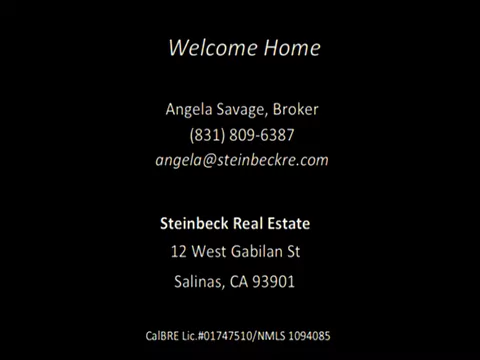 Welcome Home
Angela Savage, Broker
(831) 809-6387
angela@steinbeckre.com
Steinbeck Real Estate
12 West Gabilan St
Salinas, CA 93901
CalBRE Lic.#01747510/NMLS 1094085